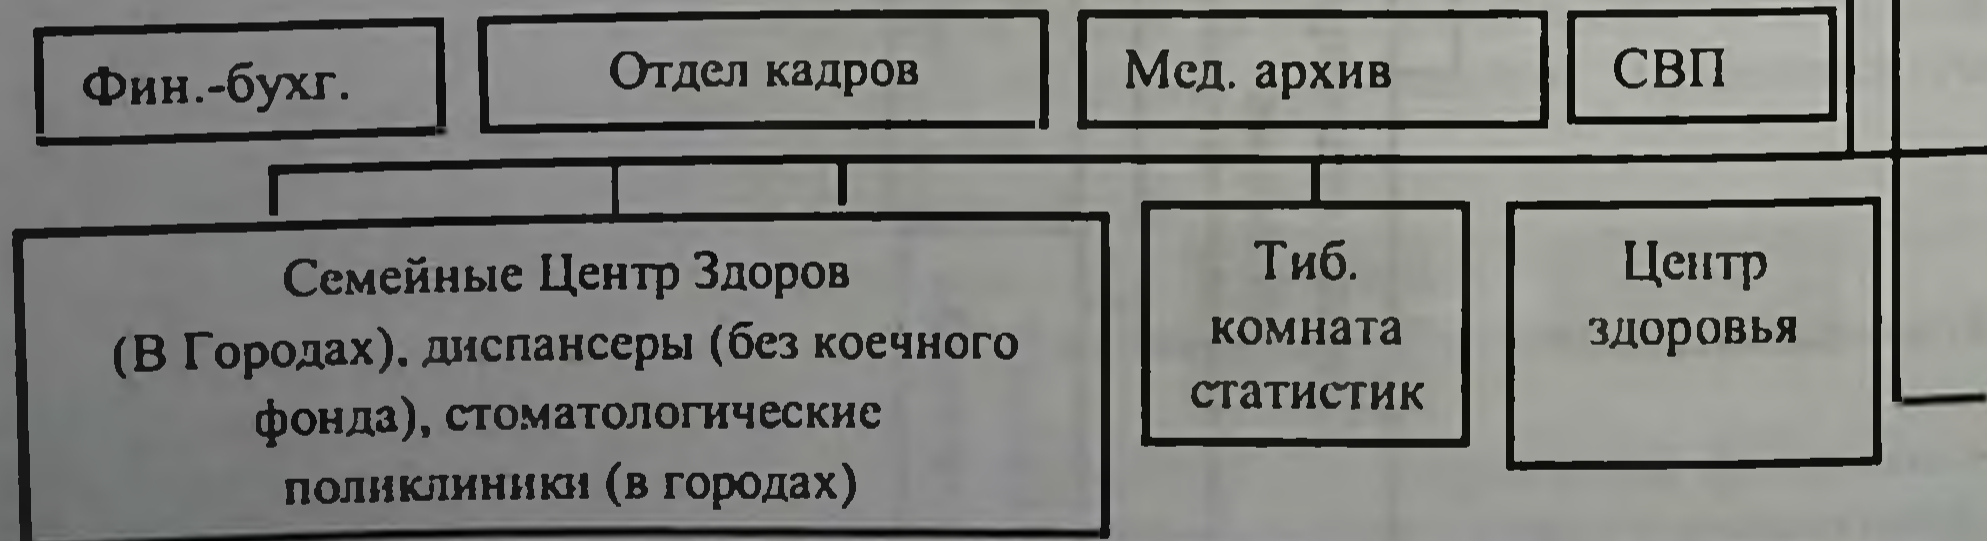 Фин.-бухг.
Отдел кадров
Мед. архив
СВП
Семейные Центр Здоров
(В Городах), диспансеры (без коечного
фонда), стоматологические
поликлиники (в городах)
Тиб.
комната
статистик
Центр
здоровья